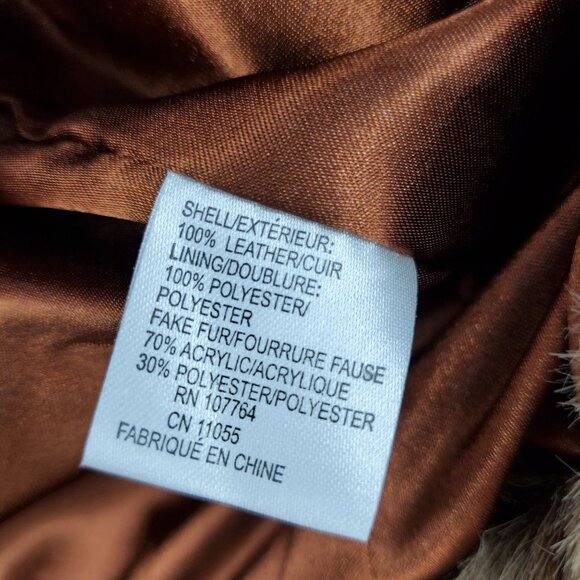 SHELL/EXTÉRIEUR:
100% LEATHER/CUIR
LINING/DOUBLURE:
100% POLYESTER/
POLYESTER
FAKE FUR/FOURRURE FAUSE
70% ACRYLIC/ACRYLIQUE
30% POLYESTER/POLYESTER
RN 107764
CN 11055
FABRIQUÉ EN CHINE